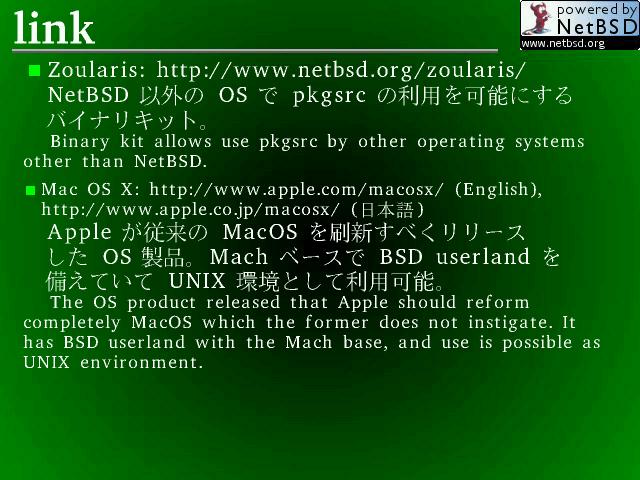 link
powered by
NetBSD
www.netbsd.org
Zoularis: http://www.netbsd.org/zoularis/
NetBSD 以外の OS で pkgsrc の利用を可能にする
バイナリキット。
Binary kit allows use pkgsrc by other operating systems
other than NetBSD.
Mac OS X: http://www.apple.com/macosx/ (English),
http://www.apple.co.jp/macosx/ (日本語)
Apple が従来の MacOS を刷新すべくリリース
した OS 製品。 Mach ベースで BSD userland を
備えていて UNIX 環境として利用可能。
The OS product released that Apple should reform
completely MacOS which the former does not instigate. It
has BSD userland with the Mach base, and use is possible as
UNIX environment.